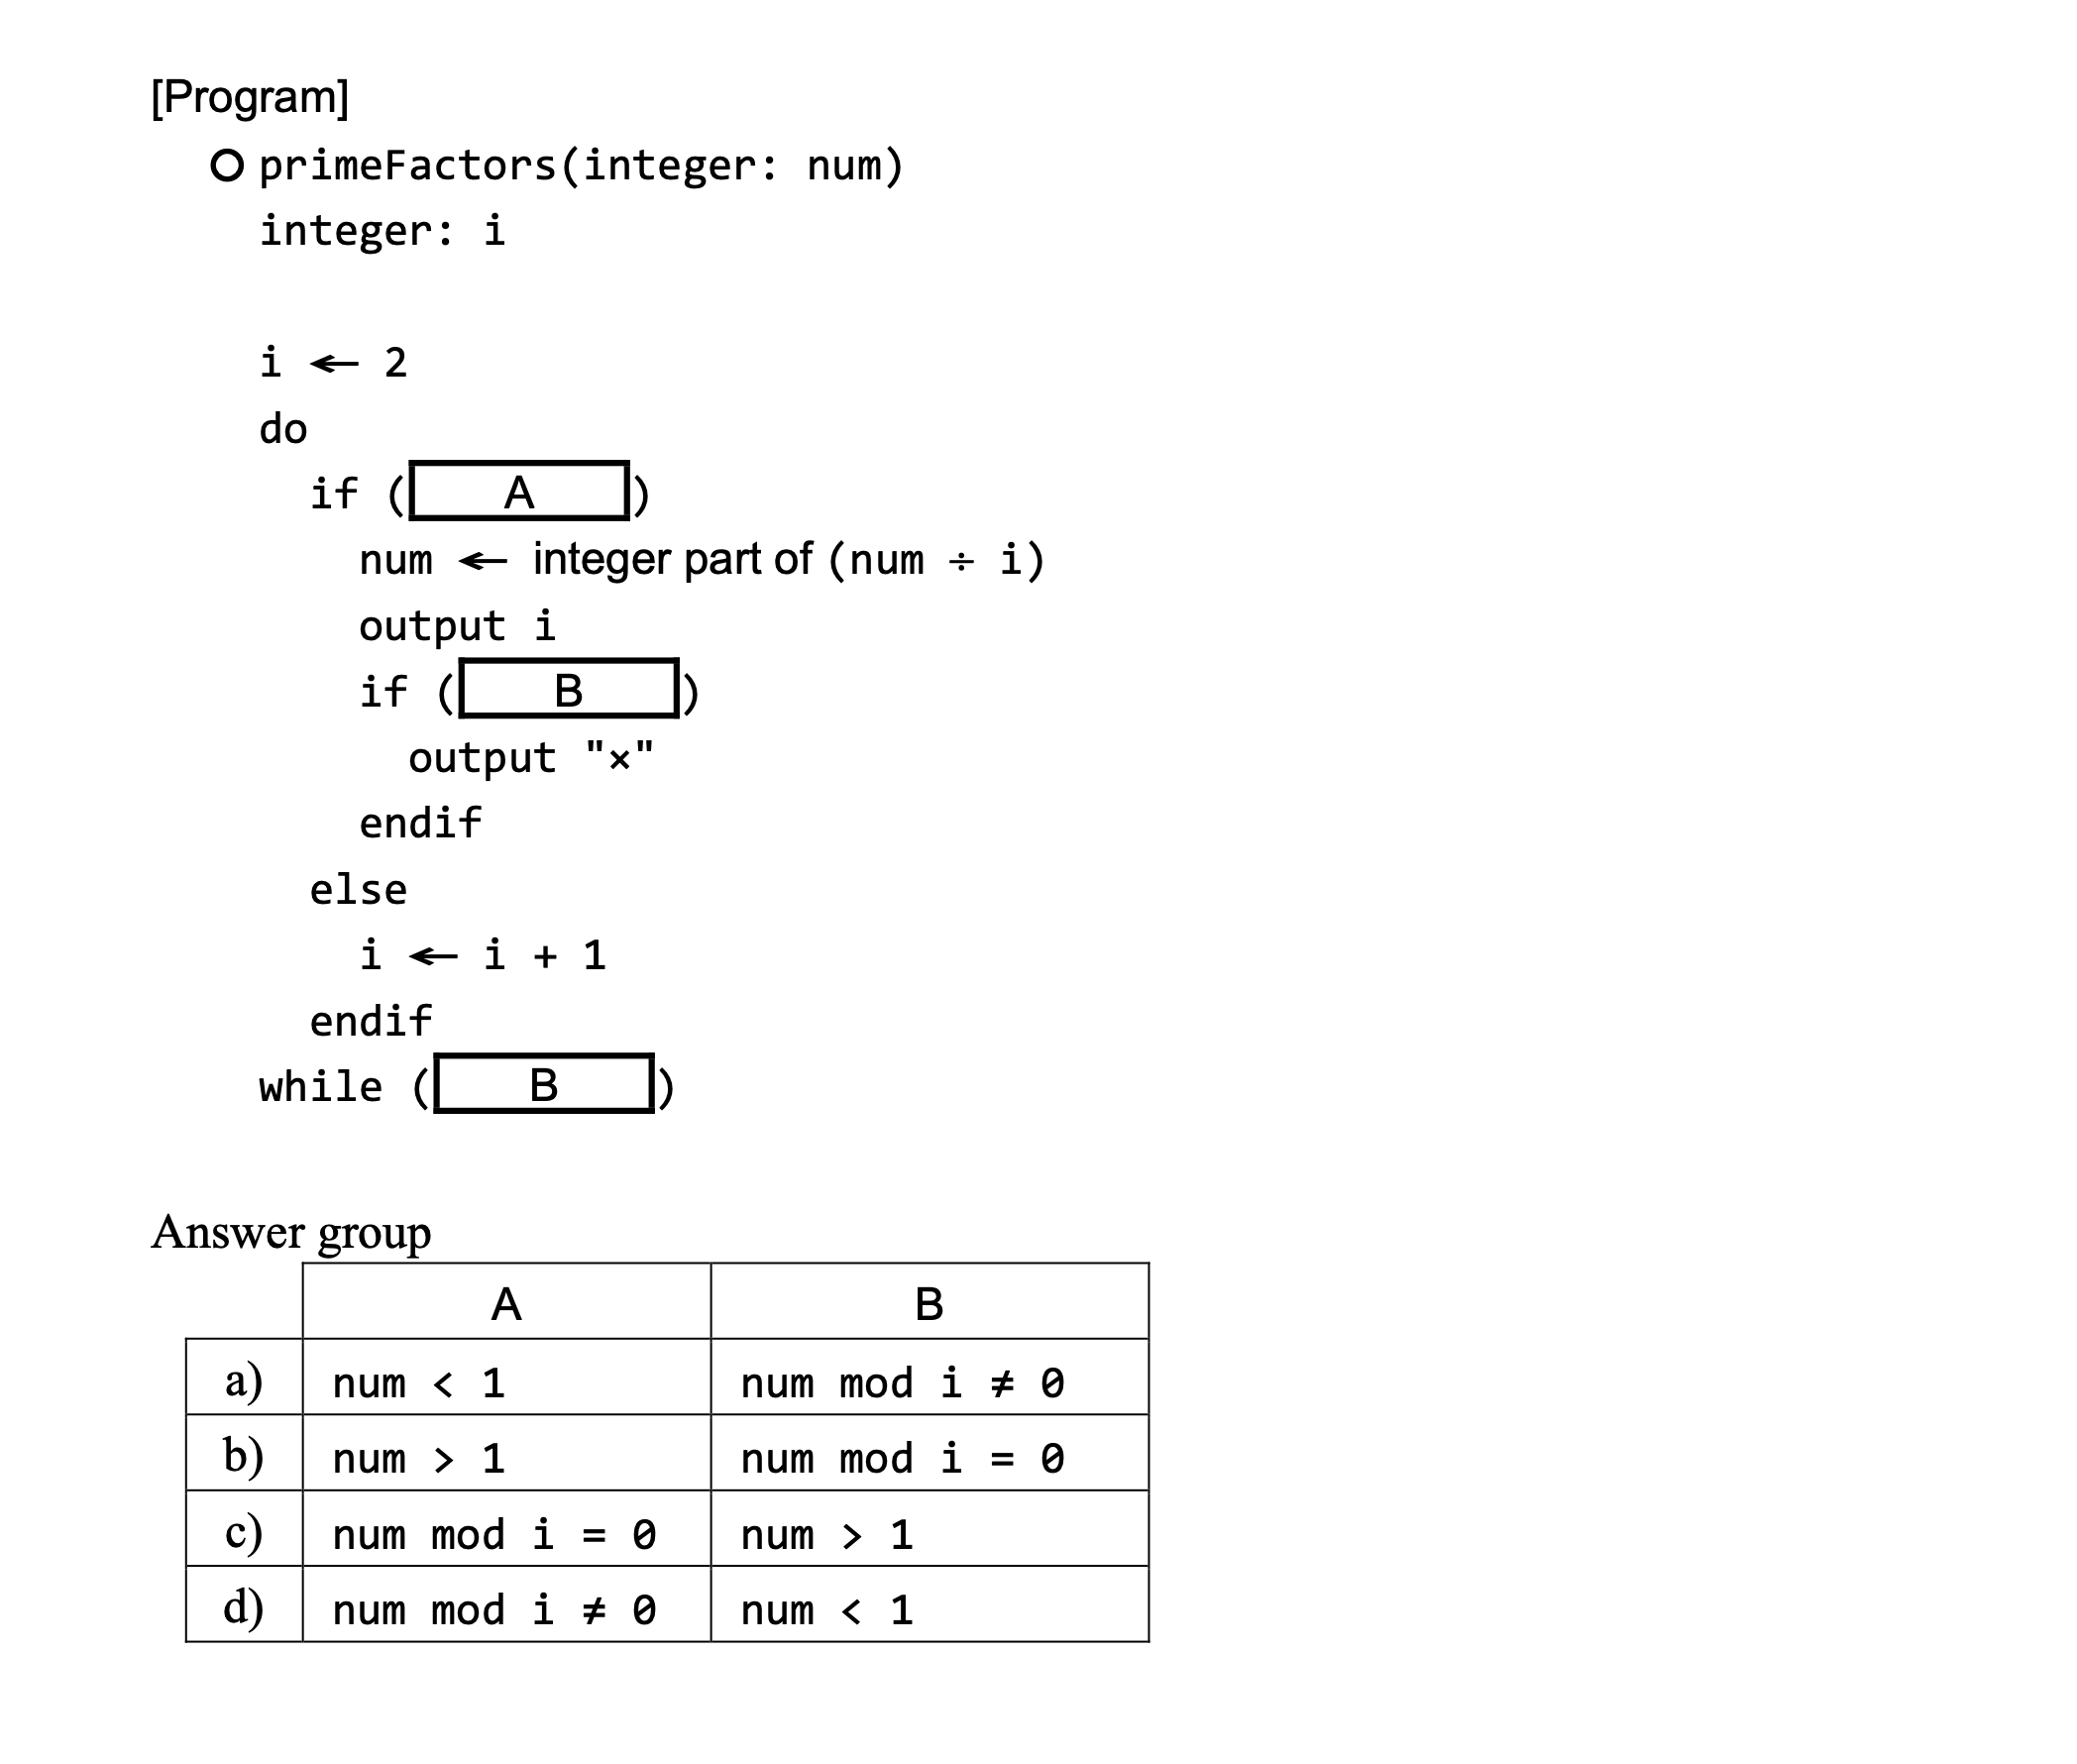 [Program]
○ primeFactors(integer: num)
integer: i
i ← 2
do
if ( A )
num ← integer part of (num ÷ i)
output i
if ( B )
output "×"
endif
else
i ← i + 1
endif
while ( B )
Answer group
A B
a) num < 1 num mod i ≠ 0
b) num > 1 num mod i = 0
c) num mod i = 0 num > 1
d) num mod i ≠ 0 num < 1